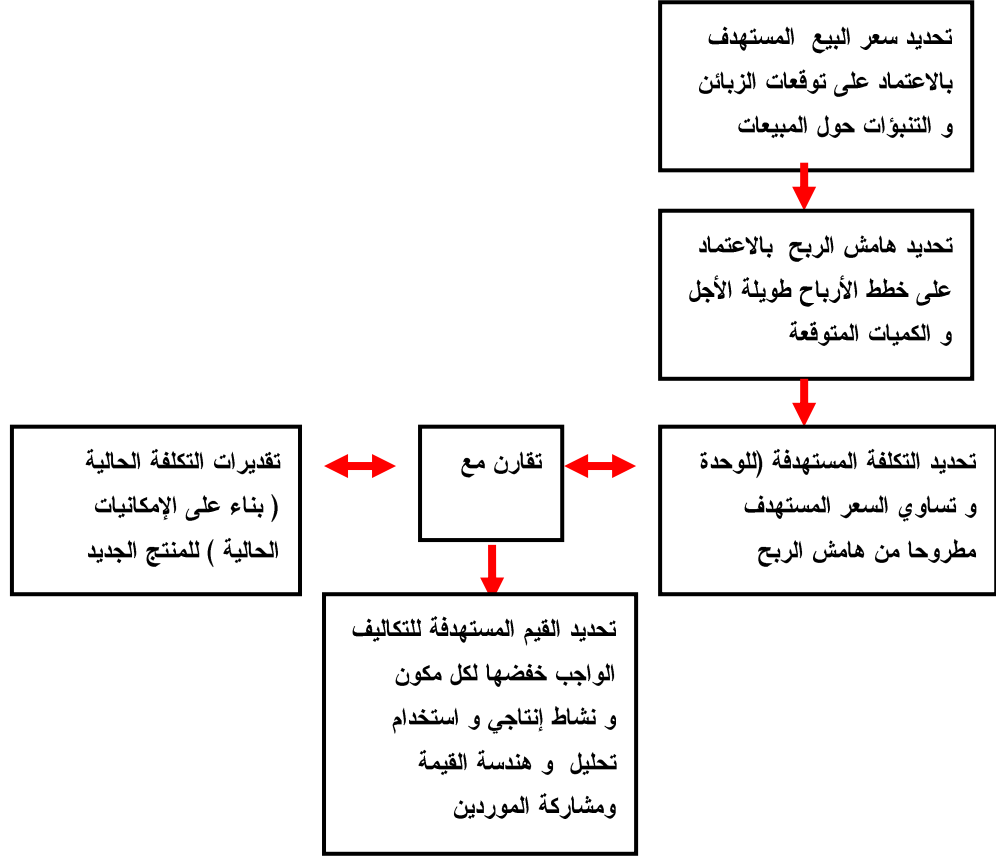 تحديد سعر البيع المستهدف
بالاعتماد على توقعات الزبائن
و التنبؤات حول المبيعات
تحديد هامش الربح بالاعتماد
على خطط الأرباح طويلة الأجل
و الكميات المتوقعة
تحديد التكلفة المستهدفة (للوحدة
و تساوي السعر المستهدف
مطروحا من هامش الربح
تقارن مع
تقديرات التكلفة الحالية
( بناء على الإمكانيات
الحالية ) للمنتج الجديد
تحديد القيم المستهدفة للتكاليف
الواجب خفضها لكل مكون
و نشاط إنتاجي و استخدام
تحليل و هندسة القيمة
ومشاركة الموردين